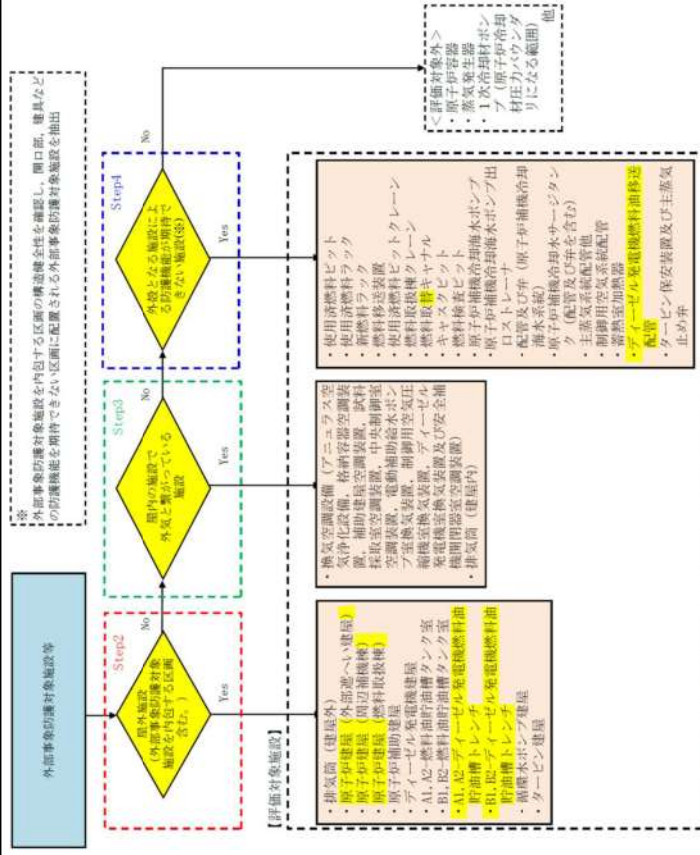 外部事象防護対象施設等
※
外部事象防護対象施設を内包する区画の構造健全性を確認し、開口部、建具など
の防護機能を期待できない区画に配置される外部事象防護対象施設を抽出
Step2
屋外施設
(外部事象防護対象
施設を内包する区画
含む。)
No
Yes
Step3
屋内の施設で
外気と繋がっている
施設
No
Yes
Step4
外殻となる施設によ
る防護機能が期待で
きない施設(※)
No
Yes
【評価対象施設】
・排気筒(建屋外)
・原子炉建屋(外部遮へい建屋)
・原子炉建屋(周辺補機棟)
・原子炉建屋(燃料取扱棟)
・原子炉補助建屋
・ディーゼル発電機建屋
・A1,A2-燃料油貯油槽タンク室
・B1,B2-燃料油貯油槽タンク室
・A1,A2-ディーゼル発電機燃料油
貯油槽トレンチ
・B1,B2-ディーゼル発電機燃料油
貯油槽トレンチ
・循環水ポンプ建屋
・タービン建屋
・換気空調設備(アニュラス空
気浄化設備,格納容器空調装
置,補助建屋空調装置,試料
採取室空調装置,中央制御室
空調装置,電動補助給水ポン
プ室換気装置,制御用空気圧
縮機室換気装置,ディーゼル
発電機室換気装置及び安全補
機開閉器室空調装置)
・排気筒(建屋内)
・使用済燃料ピット
・使用済燃料ラック
・新燃料ラック
・燃料移送装置
・使用済燃料ピットクレーン
・燃料取扱棟クレーン
・燃料取替キャナル
・キャスクピット
・燃料検査ピット
・原子炉補機冷却海水ポンプ
・原子炉補機冷却海水ポンプ出
口ストレーナ
・配管及び弁(原子炉補機冷却
海水系統)
・原子炉補機冷却水サージタン
ク(配管及び弁を含む)
・主蒸気系統配管他
・制御用空気系統配管
・蓄熱室加熱器
・ディーゼル発電機燃料油移送
配管
・タービン保安装置及び主蒸気
止め弁
<評価対象外>
・原子炉容器
・蒸気発生器
・1次冷却材ポン
プ(原子炉冷却
材圧力バウンダ
リになる範囲)
他